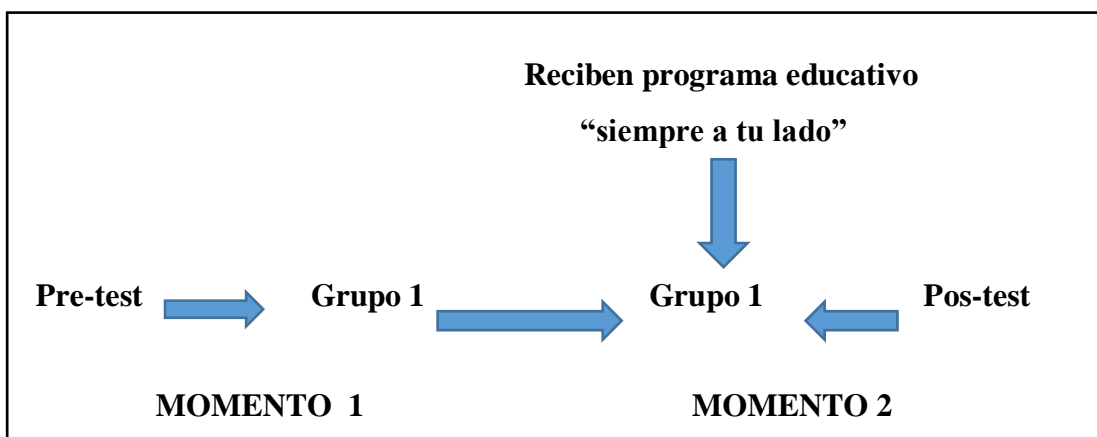 Reciben programa educativo
“siempre a tu lado”
Pre-test Grupo 1 Grupo 1 Pos-test
MOMENTO 1 MOMENTO 2